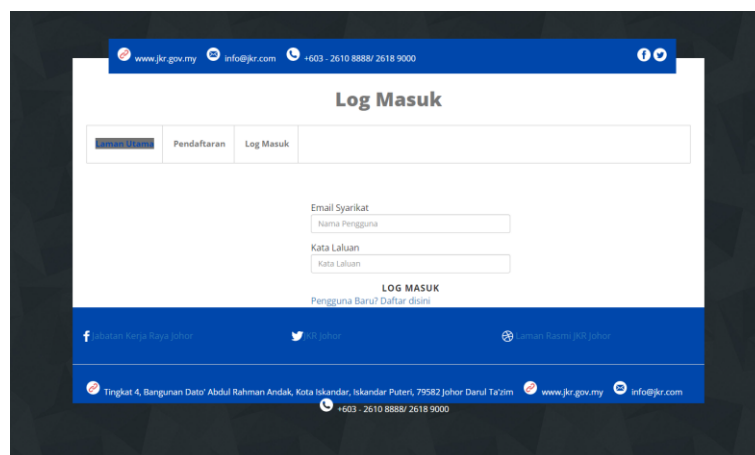 www.jkr.gov.my info@jkr.com +603 - 2610 8888/ 2618 9000
Log Masuk
Laman Utama Pendaftaran Log Masuk
Email Syarikat
Nama Pengguna
Kata Laluan
Kata Laluan
LOG MASUK
Pengguna Baru? Daftar disini
Jabatan Kerja Raya Johor JKR Johor Laman Rasmi JKR Johor
Tingkat 4, Bangunan Dato' Abdul Rahman Andak, Kota Iskandar, Iskandar Puteri, 79582 Johor Darul Ta'zim www.jkr.gov.my info@jkr.com
+603 - 2610 8888/ 2618 9000